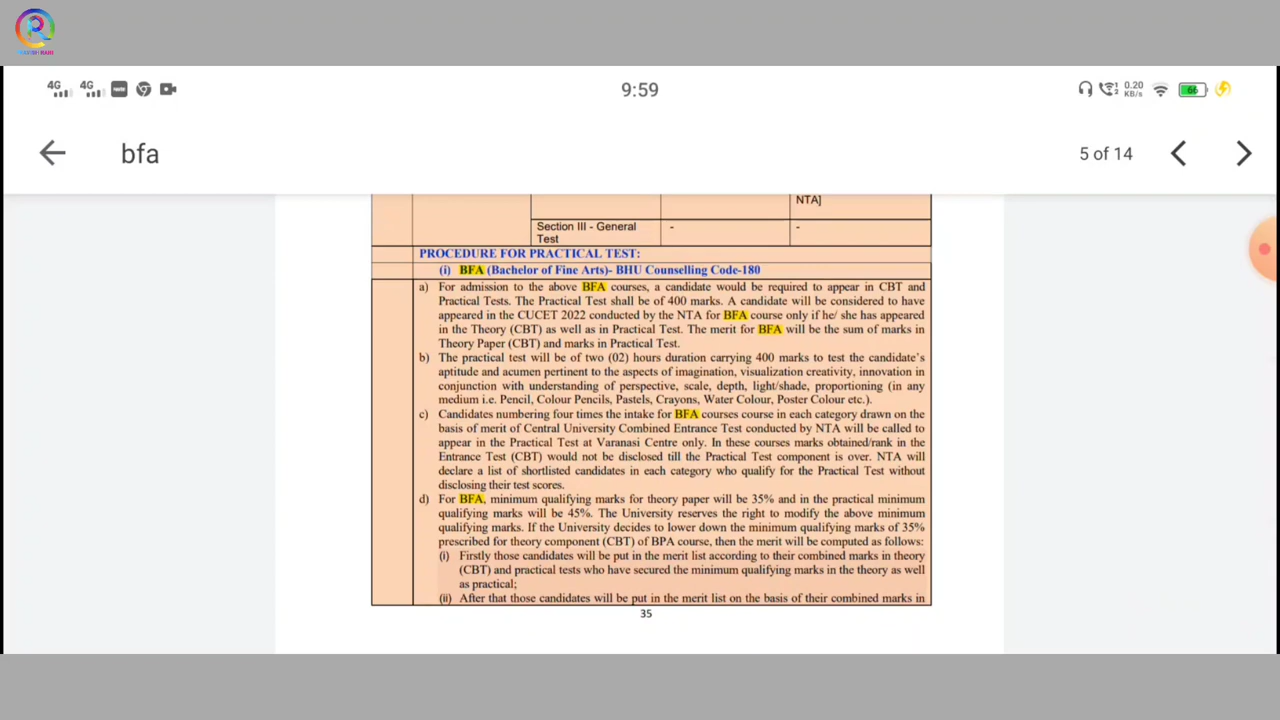 4G 4G 9:59 0.20 KB/s 66
bfa 5 of 14
NTA]
Section III - General - -
Test
PROCEDURE FOR PRACTICAL TEST:
(i) BFA (Bachelor of Fine Arts)- BHU Counselling Code-180
a) For admission to the above BFA courses, a candidate would be required to appear in CBT and
Practical Tests. The Practical Test shall be of 400 marks. A candidate will be considered to have
appeared in the CUCET 2022 conducted by the NTA for BFA course only if he/ she has appeared
in the Theory (CBT) as well as in Practical Test. The merit for BFA will be the sum of marks in
Theory Paper (CBT) and marks in Practical Test.
b) The practical test will be of two (02) hours duration carrying 400 marks to test the candidate's
aptitude and acumen pertinent to the aspects of imagination, visualization creativity, innovation in
conjunction with understanding of perspective, scale, depth, light/shade, proportioning (in any
medium i.e. Pencil, Colour Pencils, Pastels, Crayons, Water Colour, Poster Colour etc.).
c) Candidates numbering four times the intake for BFA courses course in each category drawn on the
basis of merit of Central University Combined Entrance Test conducted by NTA will be called to
appear in the Practical Test at Varanasi Centre only. In these courses marks obtained/rank in the
Entrance Test (CBT) would not be disclosed till the Practical Test component is over. NTA will
declare a list of shortlisted candidates in each category who qualify for the Practical Test without
disclosing their test scores.
d) For BFA, minimum qualifying marks for theory paper will be 35% and in the practical minimum
qualifying marks will be 45%. The University reserves the right to modify the above minimum
qualifying marks. If the University decides to lower down the minimum qualifying marks of 35%
prescribed for theory component (CBT) of BPA course, then the merit will be computed as follows:
(i) Firstly those candidates will be put in the merit list according to their combined marks in theory
(CBT) and practical tests who have secured the minimum qualifying marks in the theory as well
as practical;
(ii) After that those candidates will be put in the merit list on the basis of their combined marks in
35